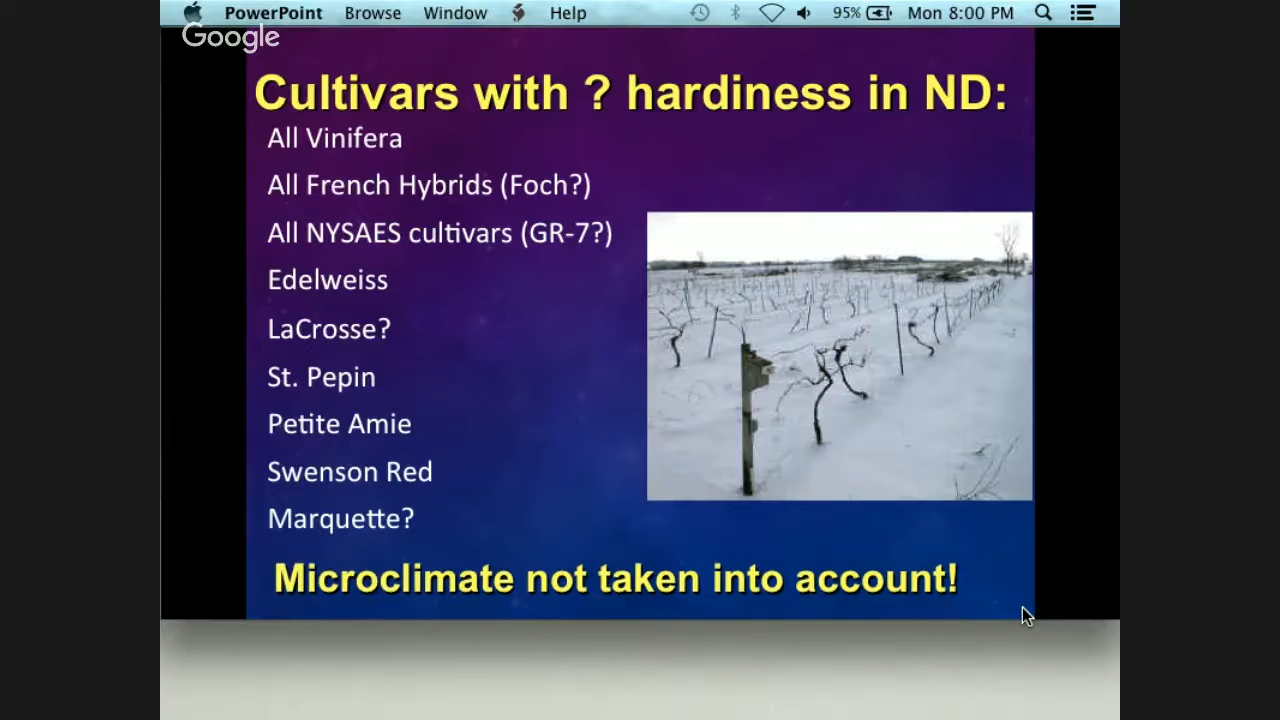 PowerPoint Browse Window Help 95% Mon 8:00 PM
Google
Cultivars with ? hardiness in ND:
All Vinifera
All French Hybrids (Foch?)
All NYSAES cultivars (GR-7?)
Edelweiss
LaCrosse?
St. Pepin
Petite Amie
Swenson Red
Marquette?
Microclimate not taken into account!